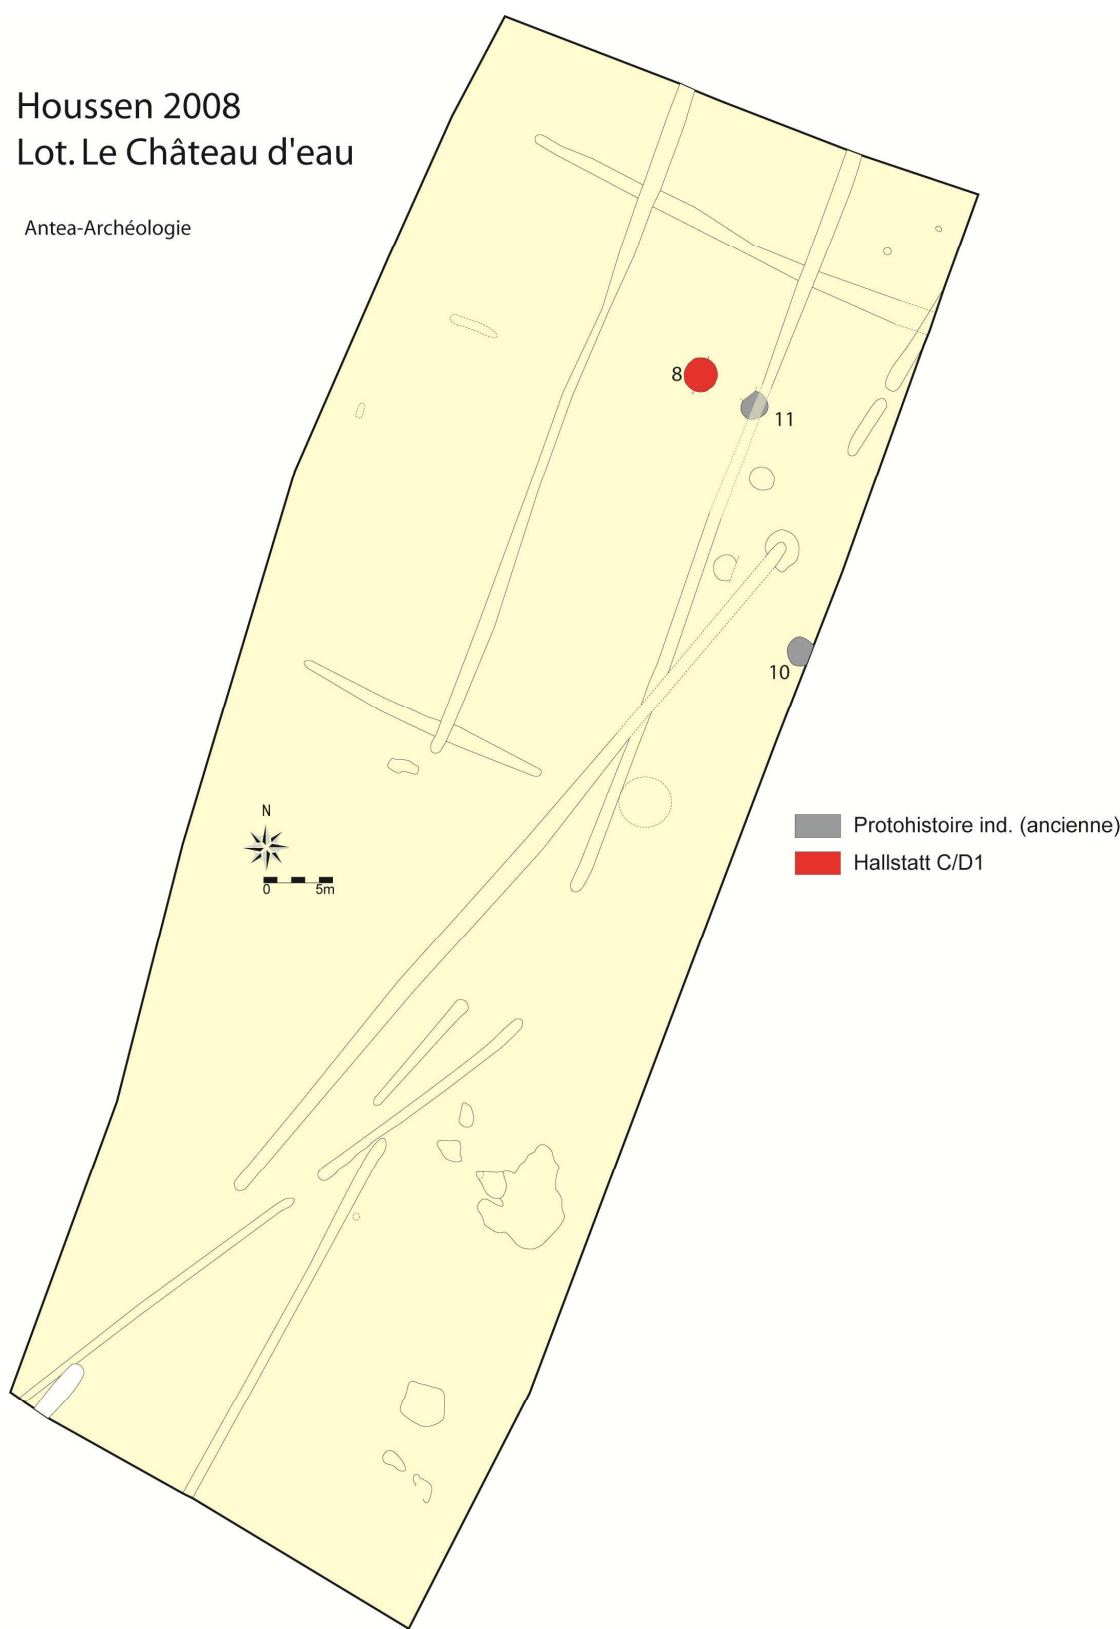 Houssen 2008
Lot. Le Château d'eau
Antea-Archéologie
8
11
10
N
0 5m
Protohistoire ind. (ancienne)
Hallstatt C/D1